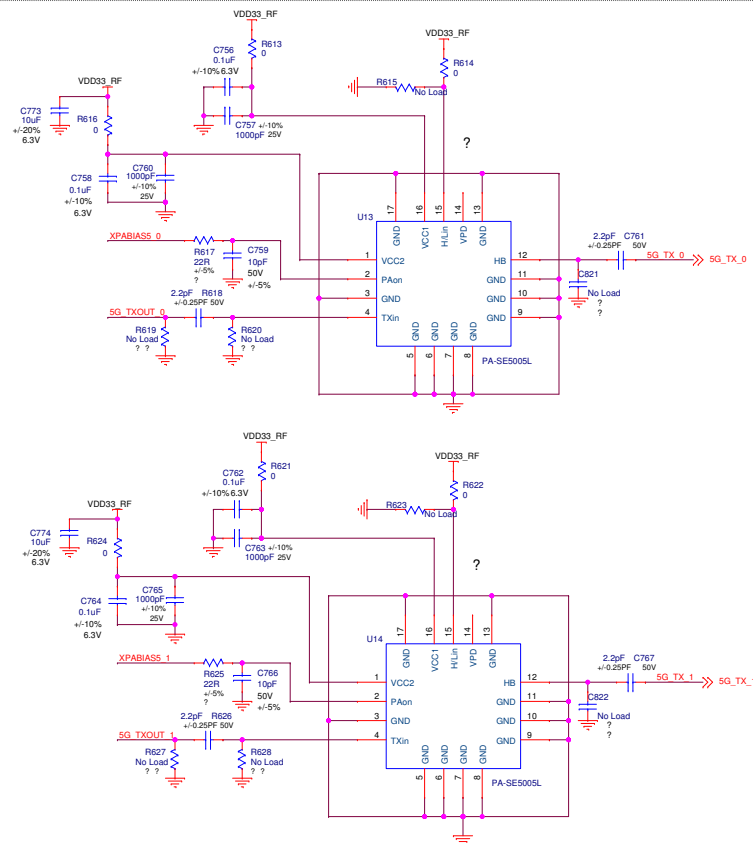 VDD33_RF
C756
0.1uF
+/-10% 6.3V
R613
0
VDD33_RF
R614
0
R615
No Load
VDD33_RF
C773
10uF
+/-20%
6.3V
R616
0
C757 +/-10%
1000pF 25V
?
C758
0.1uF
+/-10%
6.3V
C760
1000pF
+/-10%
25V
U13
17
16
15
14
13
GND
VCC1
H/Lin
VPD
GND
XPABIAS5_0
R617
22R
+/-5%
?
C759
10pF
50V
+/-5%
1
VCC2
2
PAon
3
GND
4
TXin
HB
12
GND
11
GND
10
GND
9
2.2pF C761
+/-0.25PF 50V
5G_TX_0
5G_TX_0
C821
No Load
?
?
2.2pF R618
+/-0.25PF 50V
5G_TXOUT_0
R619
No Load
? ?
R620
No Load
? ?
GND
GND
GND
GND
5
6
7
8
PA-SE5005L
VDD33_RF
C762
0.1uF
+/-10% 6.3V
R621
0
VDD33_RF
R622
0
R623
No Load
VDD33_RF
C774
10uF
+/-20%
6.3V
R624
0
C763 +/-10%
1000pF 25V
?
C764
0.1uF
+/-10%
6.3V
C765
1000pF
+/-10%
25V
U14
17
16
15
14
13
GND
VCC1
H/Lin
VPD
GND
XPABIAS5_1
R625
22R
+/-5%
?
C766
10pF
50V
+/-5%
1
VCC2
2
PAon
3
GND
4
TXin
HB
12
GND
11
GND
10
GND
9
2.2pF C767
+/-0.25PF 50V
5G_TX_1
5G_TX_
C822
No Load
?
?
2.2pF R626
+/-0.25PF 50V
5G_TXOUT_1
R627
No Load
? ?
R628
No Load
? ?
GND
GND
GND
GND
5
6
7
8
PA-SE5005L